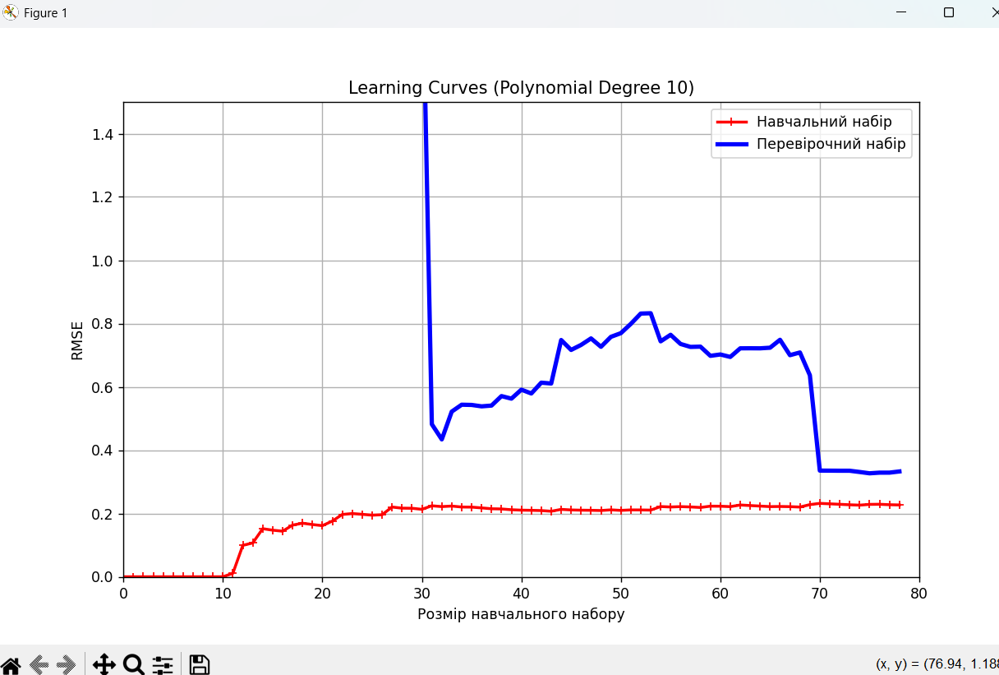 Figure 1
Learning Curves (Polynomial Degree 10)
Навчальний набір
Перевірочний набір
1.4
1.2
1.0
0.8
0.6
0.4
0.2
0.0
RMSE
0 10 20 30 40 50 60 70 80
Розмір навчального набору
(x, y) = (76.94, 1.188